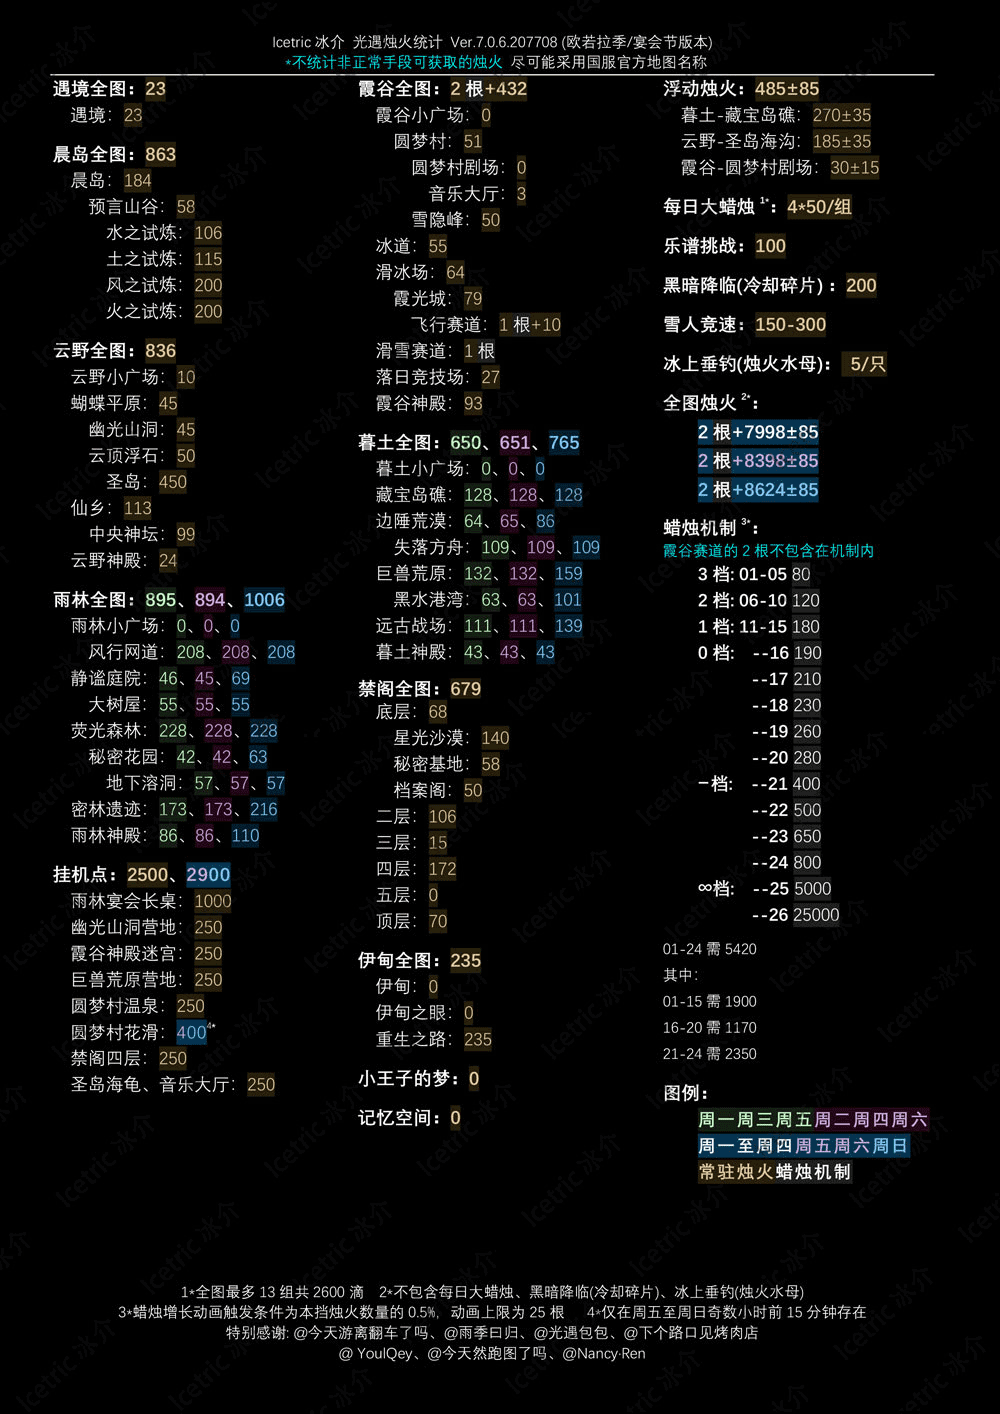 Icetric 冰介 光遇烛火统计 Ver.7.0.6.207708 (欧若拉季/宴会节版本)
*不统计非正常手段可获取的烛火 尽可能采用国服官方地图名称
遇境全图：23
遇境：23
晨岛全图：863
晨岛：184
预言山谷：58
水之试炼：106
土之试炼：115
风之试炼：200
火之试炼：200
云野全图：836
云野小广场：10
蝴蝶平原：45
幽光山洞：45
云顶浮石：50
圣岛：450
仙乡：113
中央神坛：99
云野神殿：24
雨林全图：895、894、1006
雨林小广场：0、0、0
风行网道：208、208、208
静谧庭院：46、45、69
大树屋：55、55、55
荧光森林：228、228、228
秘密花园：42、42、63
地下溶洞：57、57、57
密林遗迹：173、173、216
雨林神殿：86、86、110
挂机点：2500、2900
雨林宴会长桌：1000
幽光山洞营地：250
霞谷神殿迷宫：250
巨兽荒原营地：250
圆梦村温泉：250
圆梦村花滑：400 4*
禁阁四层：250
圣岛海龟、音乐大厅：250
霞谷全图：2 根+432
霞谷小广场：0
圆梦村：51
圆梦村剧场：0
音乐大厅：3
雪隐峰：50
冰道：55
滑冰场：64
霞光城：79
飞行赛道：1 根+10
滑雪赛道：1 根
落日竞技场：27
霞谷神殿：93
暮土全图：650、651、765
暮土小广场：0、0、0
藏宝岛礁：128、128、128
边陲荒漠：64、65、86
失落方舟：109、109、109
巨兽荒原：132、132、159
黑水港湾：63、63、101
远古战场：111、111、139
暮土神殿：43、43、43
禁阁全图：679
底层：68
星光沙漠：140
秘密基地：58
档案阁：50
二层：106
三层：15
四层：172
五层：0
顶层：70
伊甸全图：235
伊甸：0
伊甸之眼：0
重生之路：235
小王子的梦：0
记忆空间：0
浮动烛火：485±85
暮土-藏宝岛礁：270±35
云野-圣岛海沟：185±35
霞谷-圆梦村剧场：30±15
每日大蜡烛 1*：4*50/组
乐谱挑战：100
黑暗降临(冷却碎片)：200
雪人竞速：150-300
冰上垂钓(烛火水母)： 5/只
全图烛火 2*：
2 根+7998±85
2 根+8398±85
2 根+8624±85
蜡烛机制 3*：
霞谷赛道的 2 根不包含在机制内
3 档: 01-05 80
2 档: 06-10 120
1 档: 11-15 180
0 档: --16 190
--17 210
--18 230
--19 260
--20 280
－档: --21 400
--22 500
--23 650
--24 800
∞档: --25 5000
--26 25000
01-24 需 5420
其中：
01-15 需 1900
16-20 需 1170
21-24 需 2350
图例：
周一周三周五周二周四周六
周一至周四周五周六周日
常驻烛火蜡烛机制
1*全图最多 13 组共 2600 滴 2*不包含每日大蜡烛、黑暗降临(冷却碎片)、冰上垂钓(烛火水母)
3*蜡烛增长动画触发条件为本挡烛火数量的 0.5%，动画上限为 25 根 4*仅在周五至周日奇数小时前 15 分钟存在
特别感谢: @今天游离翻车了吗、@雨季曰归、@光遇包包、@下个路口见烤肉店
@ YoulQey、@今天然跑图了吗、@Nancy·Ren